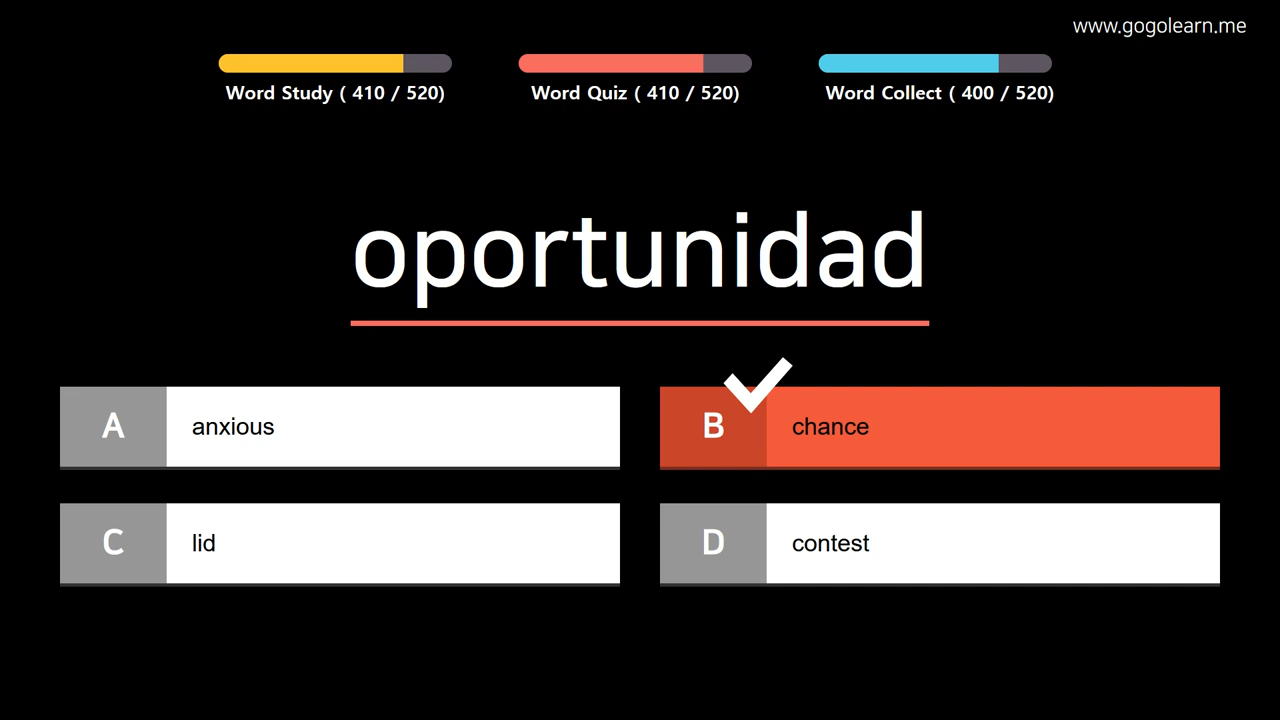 www.gogolearn.me
Word Study ( 410 / 520)
Word Quiz ( 410 / 520)
Word Collect ( 400 / 520)
oportunidad
A anxious
B chance
C lid
D contest